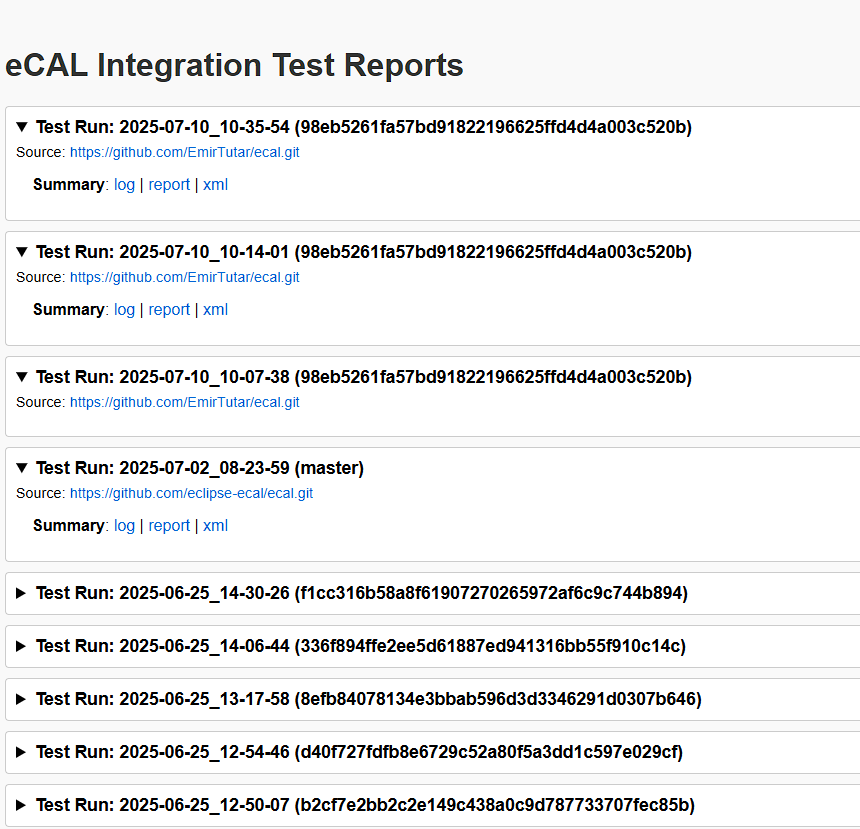 eCAL Integration Test Reports
▼ Test Run: 2025-07-10_10-35-54 (98eb5261fa57bd91822196625ffd4d4a003c520b)
Source: https://github.com/EmirTutar/ecal.git
Summary: log | report | xml
▼ Test Run: 2025-07-10_10-14-01 (98eb5261fa57bd91822196625ffd4d4a003c520b)
Source: https://github.com/EmirTutar/ecal.git
Summary: log | report | xml
▼ Test Run: 2025-07-10_10-07-38 (98eb5261fa57bd91822196625ffd4d4a003c520b)
Source: https://github.com/EmirTutar/ecal.git
▼ Test Run: 2025-07-02_08-23-59 (master)
Source: https://github.com/eclipse-ecal/ecal.git
Summary: log | report | xml
► Test Run: 2025-06-25_14-30-26 (f1cc316b58a8f61907270265972af6c9c744b894)
► Test Run: 2025-06-25_14-06-44 (336f894ffe2ee5d61887ed941316bb55f910c14c)
► Test Run: 2025-06-25_13-17-58 (8efb84078134e3bbab596d3d3346291d0307b646)
► Test Run: 2025-06-25_12-54-46 (d40f727fdfb8e6729c52a80f5a3dd1c597e029cf)
► Test Run: 2025-06-25_12-50-07 (b2cf7e2bb2c2e149c438a0c9d787733707fec85b)